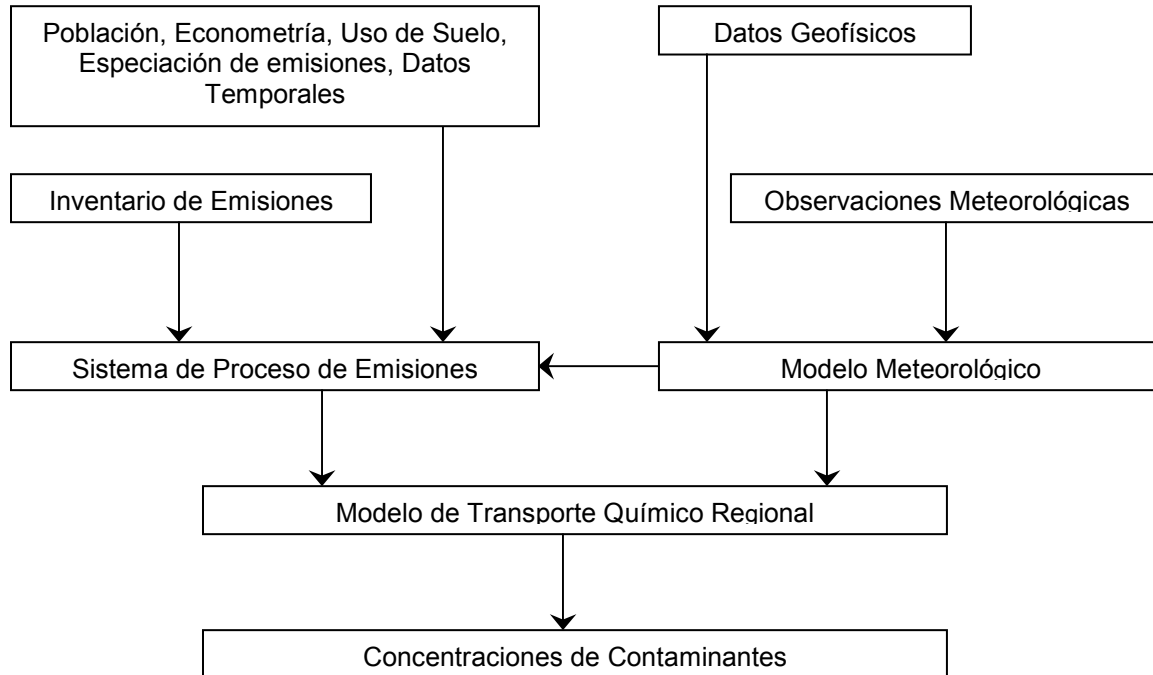 Población, Econometría, Uso de Suelo,
Especiación de emisiones, Datos
Temporales
Datos Geofísicos
Inventario de Emisiones
Observaciones Meteorológicas
Sistema de Proceso de Emisiones
Modelo Meteorológico
Modelo de Transporte Químico Regional
Concentraciones de Contaminantes